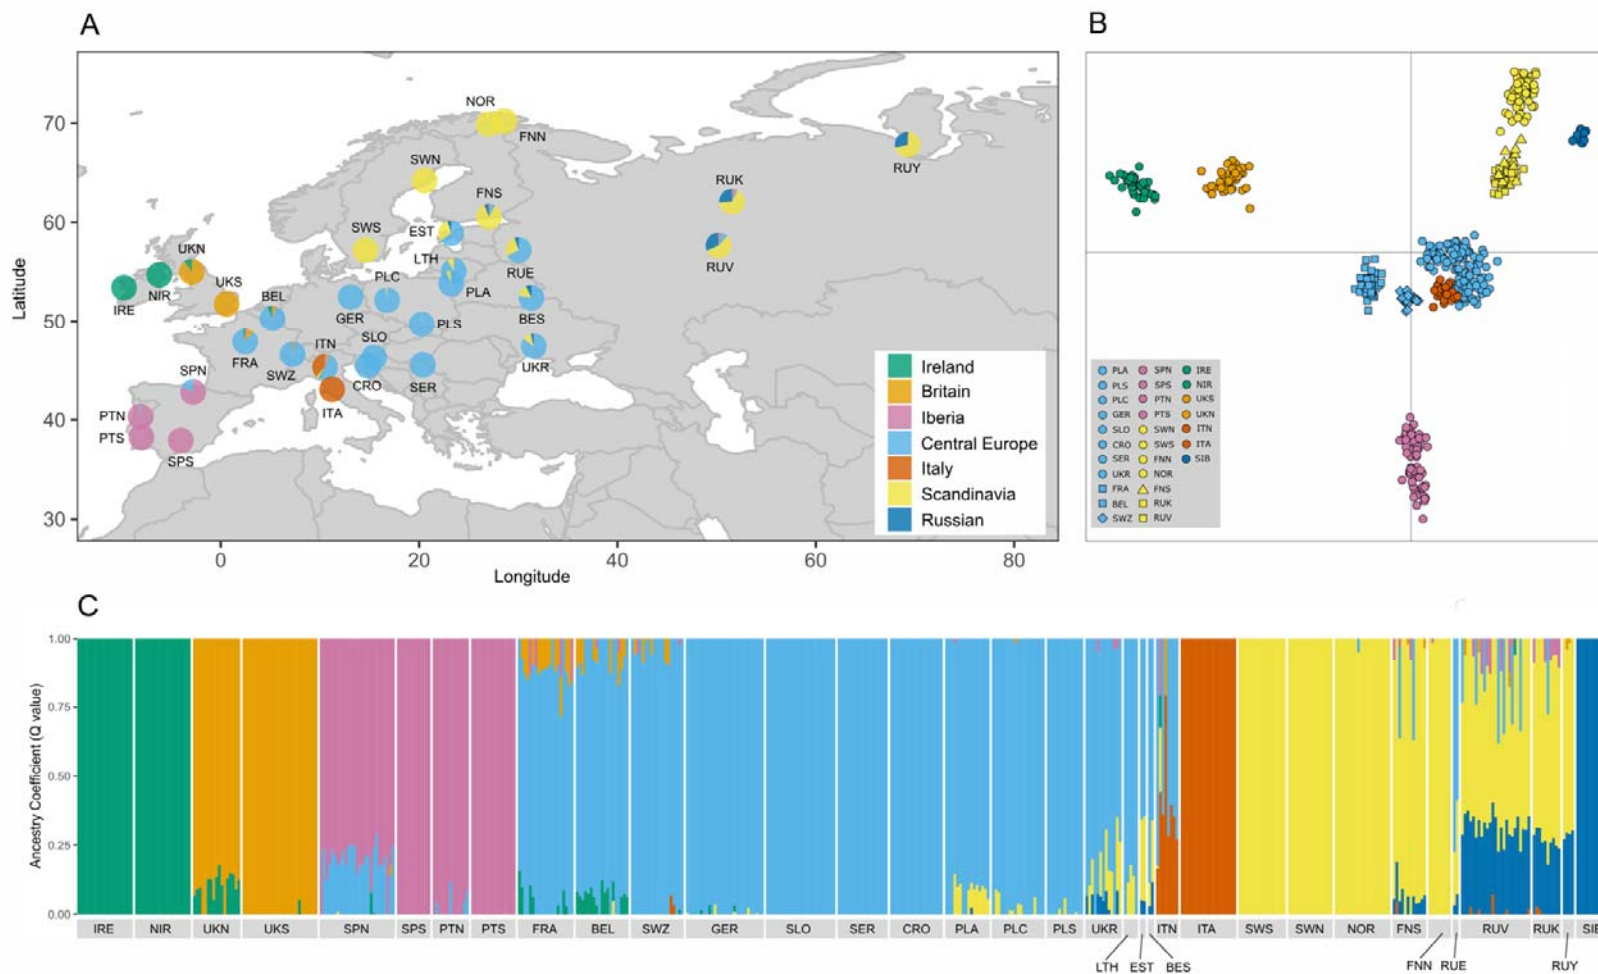 A
B
70
60
50
40
30
Latitude
0
20
40
60
80
Longitude
NOR
FNN
SWN
FNS
SWS
EST
LTH
RUE
RUK
RUV
RUY
UKN
NIR
IRE
UKS
BEL
PLC
PLA
GER
PLS
BES
FRA
SWZ
ITN
SLO
CRO
SER
UKR
ITA
SPN
PTN
PTS
SPS
Ireland
Britain
Iberia
Central Europe
Italy
Scandinavia
Russian
PLA SPN IRE
PLS SPS NIR
PLC PTN UKS
GER PTS UKN
SLO SWN ITN
CRO SWS ITA
SER FNN SIB
UKR NOR
FRA FNS
BEL RUK
SWZ RUV
C
1.00
0.75
0.50
0.25
0.00
Ancestry Coefficient (Q value)
IRE NIR UKN UKS SPN SPS PTN PTS FRA BEL SWZ GER SLO SER CRO PLA PLC PLS UKR ITN ITA SWS SWN NOR FNS RUV RUK SIB
LTH EST BES FNN RUE RUY